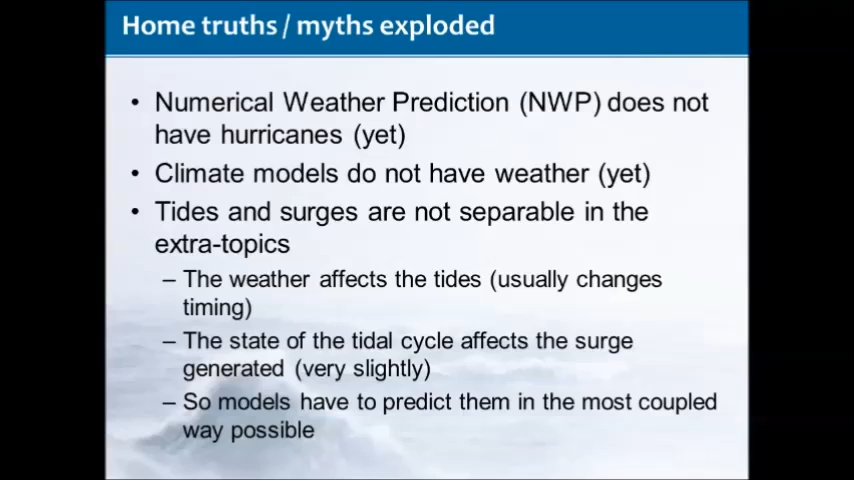 Home truths / myths exploded
• Numerical Weather Prediction (NWP) does not
have hurricanes (yet)
• Climate models do not have weather (yet)
• Tides and surges are not separable in the
extra-topics
– The weather affects the tides (usually changes
timing)
– The state of the tidal cycle affects the surge
generated (very slightly)
– So models have to predict them in the most coupled
way possible